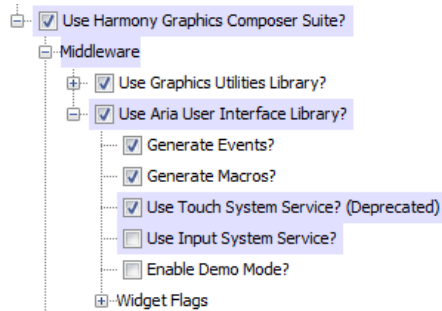 Use Harmony Graphics Composer Suite?
Middleware
Use Graphics Utilities Library?
Use Aria User Interface Library?
Generate Events?
Generate Macros?
Use Touch System Service? (Deprecated)
Use Input System Service?
Enable Demo Mode?
Widget Flags